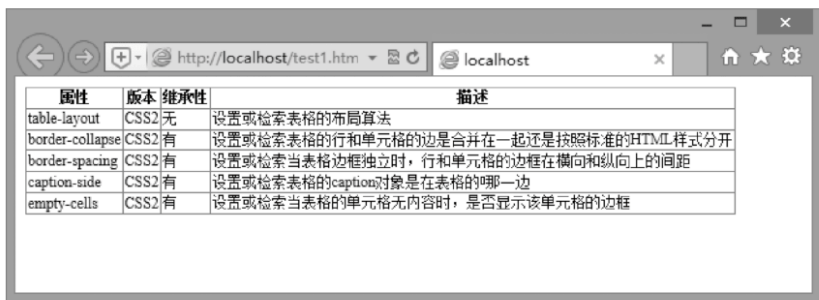 http://localhost/test1.htm
localhost
属性 版本 继承性 描述
table-layout CSS2 无 设置或检索表格的布局算法
border-collapse CSS2 有 设置或检索表格的行和单元格的边是合并在一起还是按照标准的HTML样式分开
border-spacing CSS2 有 设置或检索当表格边框独立时，行和单元格的边框在横向和纵向上的间距
caption-side CSS2 有 设置或检索表格的caption对象是在表格的哪一边
empty-cells CSS2 有 设置或检索当表格的单元格无内容时，是否显示该单元格的边框